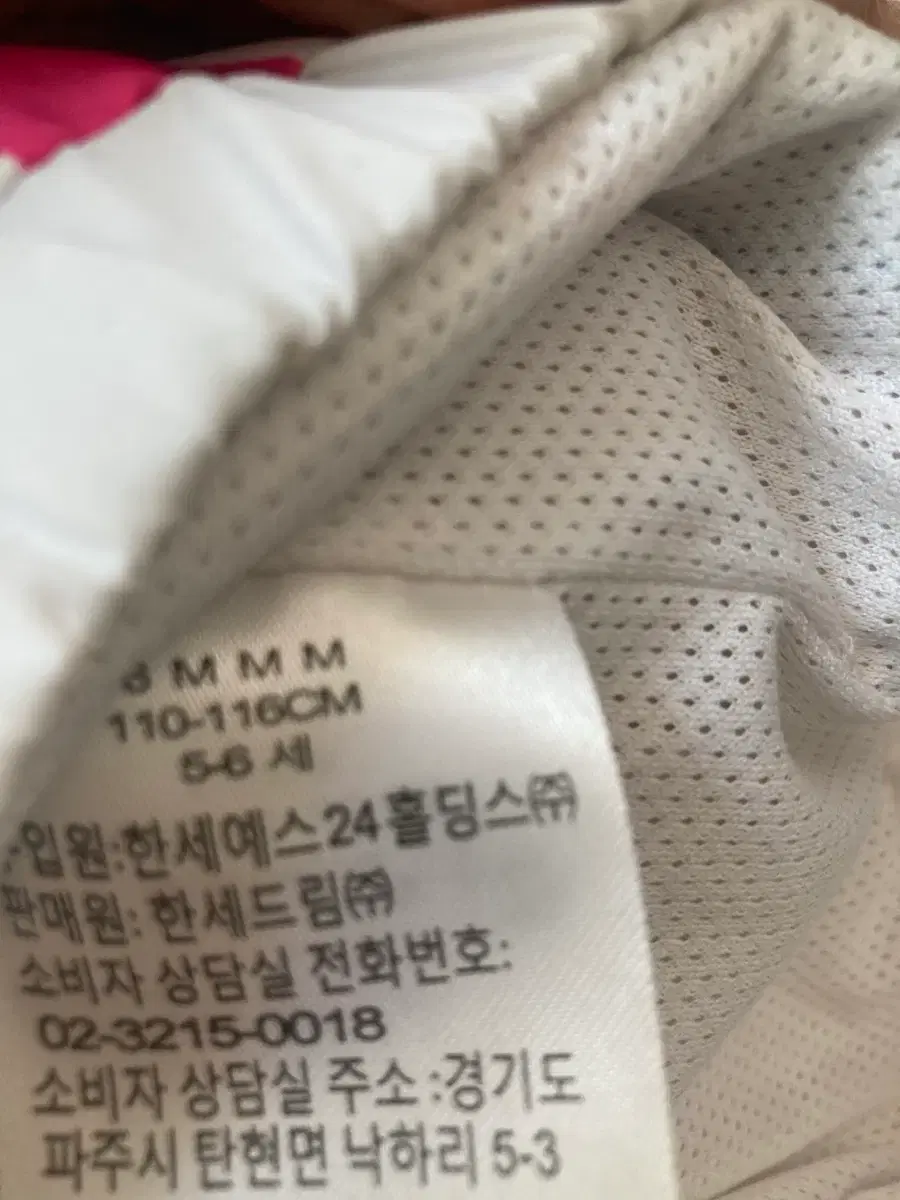 M M M
110-116CM
5-6 세
입원:한세예스24홀딩스㈜
판매원: 한세드림㈜
소비자 상담실 전화번호:
02-3215-0018
소비자 상담실 주소 :경기도
파주시 탄현면 낙하리 5-3